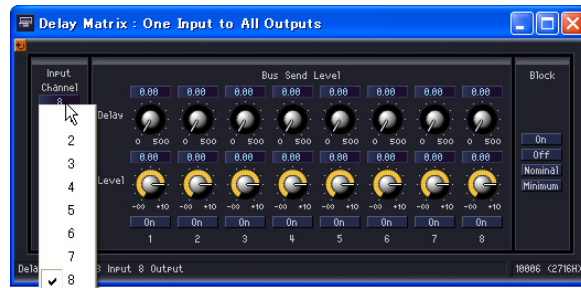 Delay Matrix : One Input to All Outputs
Input
Channel
8
2
3
4
5
6
7
8
Bus Send Level
0.00 0.00 0.00 0.00 0.00 0.00 0.00 0.00
Delay
0 500 0 500 0 500 0 500 0 500 0 500 0 500 0 500
0.00 0.00 0.00 0.00 0.00 0.00 0.00 0.00
Level
-∞ +10 -∞ +10 -∞ +10 -∞ +10 -∞ +10 -∞ +10 -∞ +10 -∞ +10
On On On On On On On On
1 2 3 4 5 6 7 8
Block
On
Off
Nominal
Minimum
Input 8 Output
10006 (2716H)